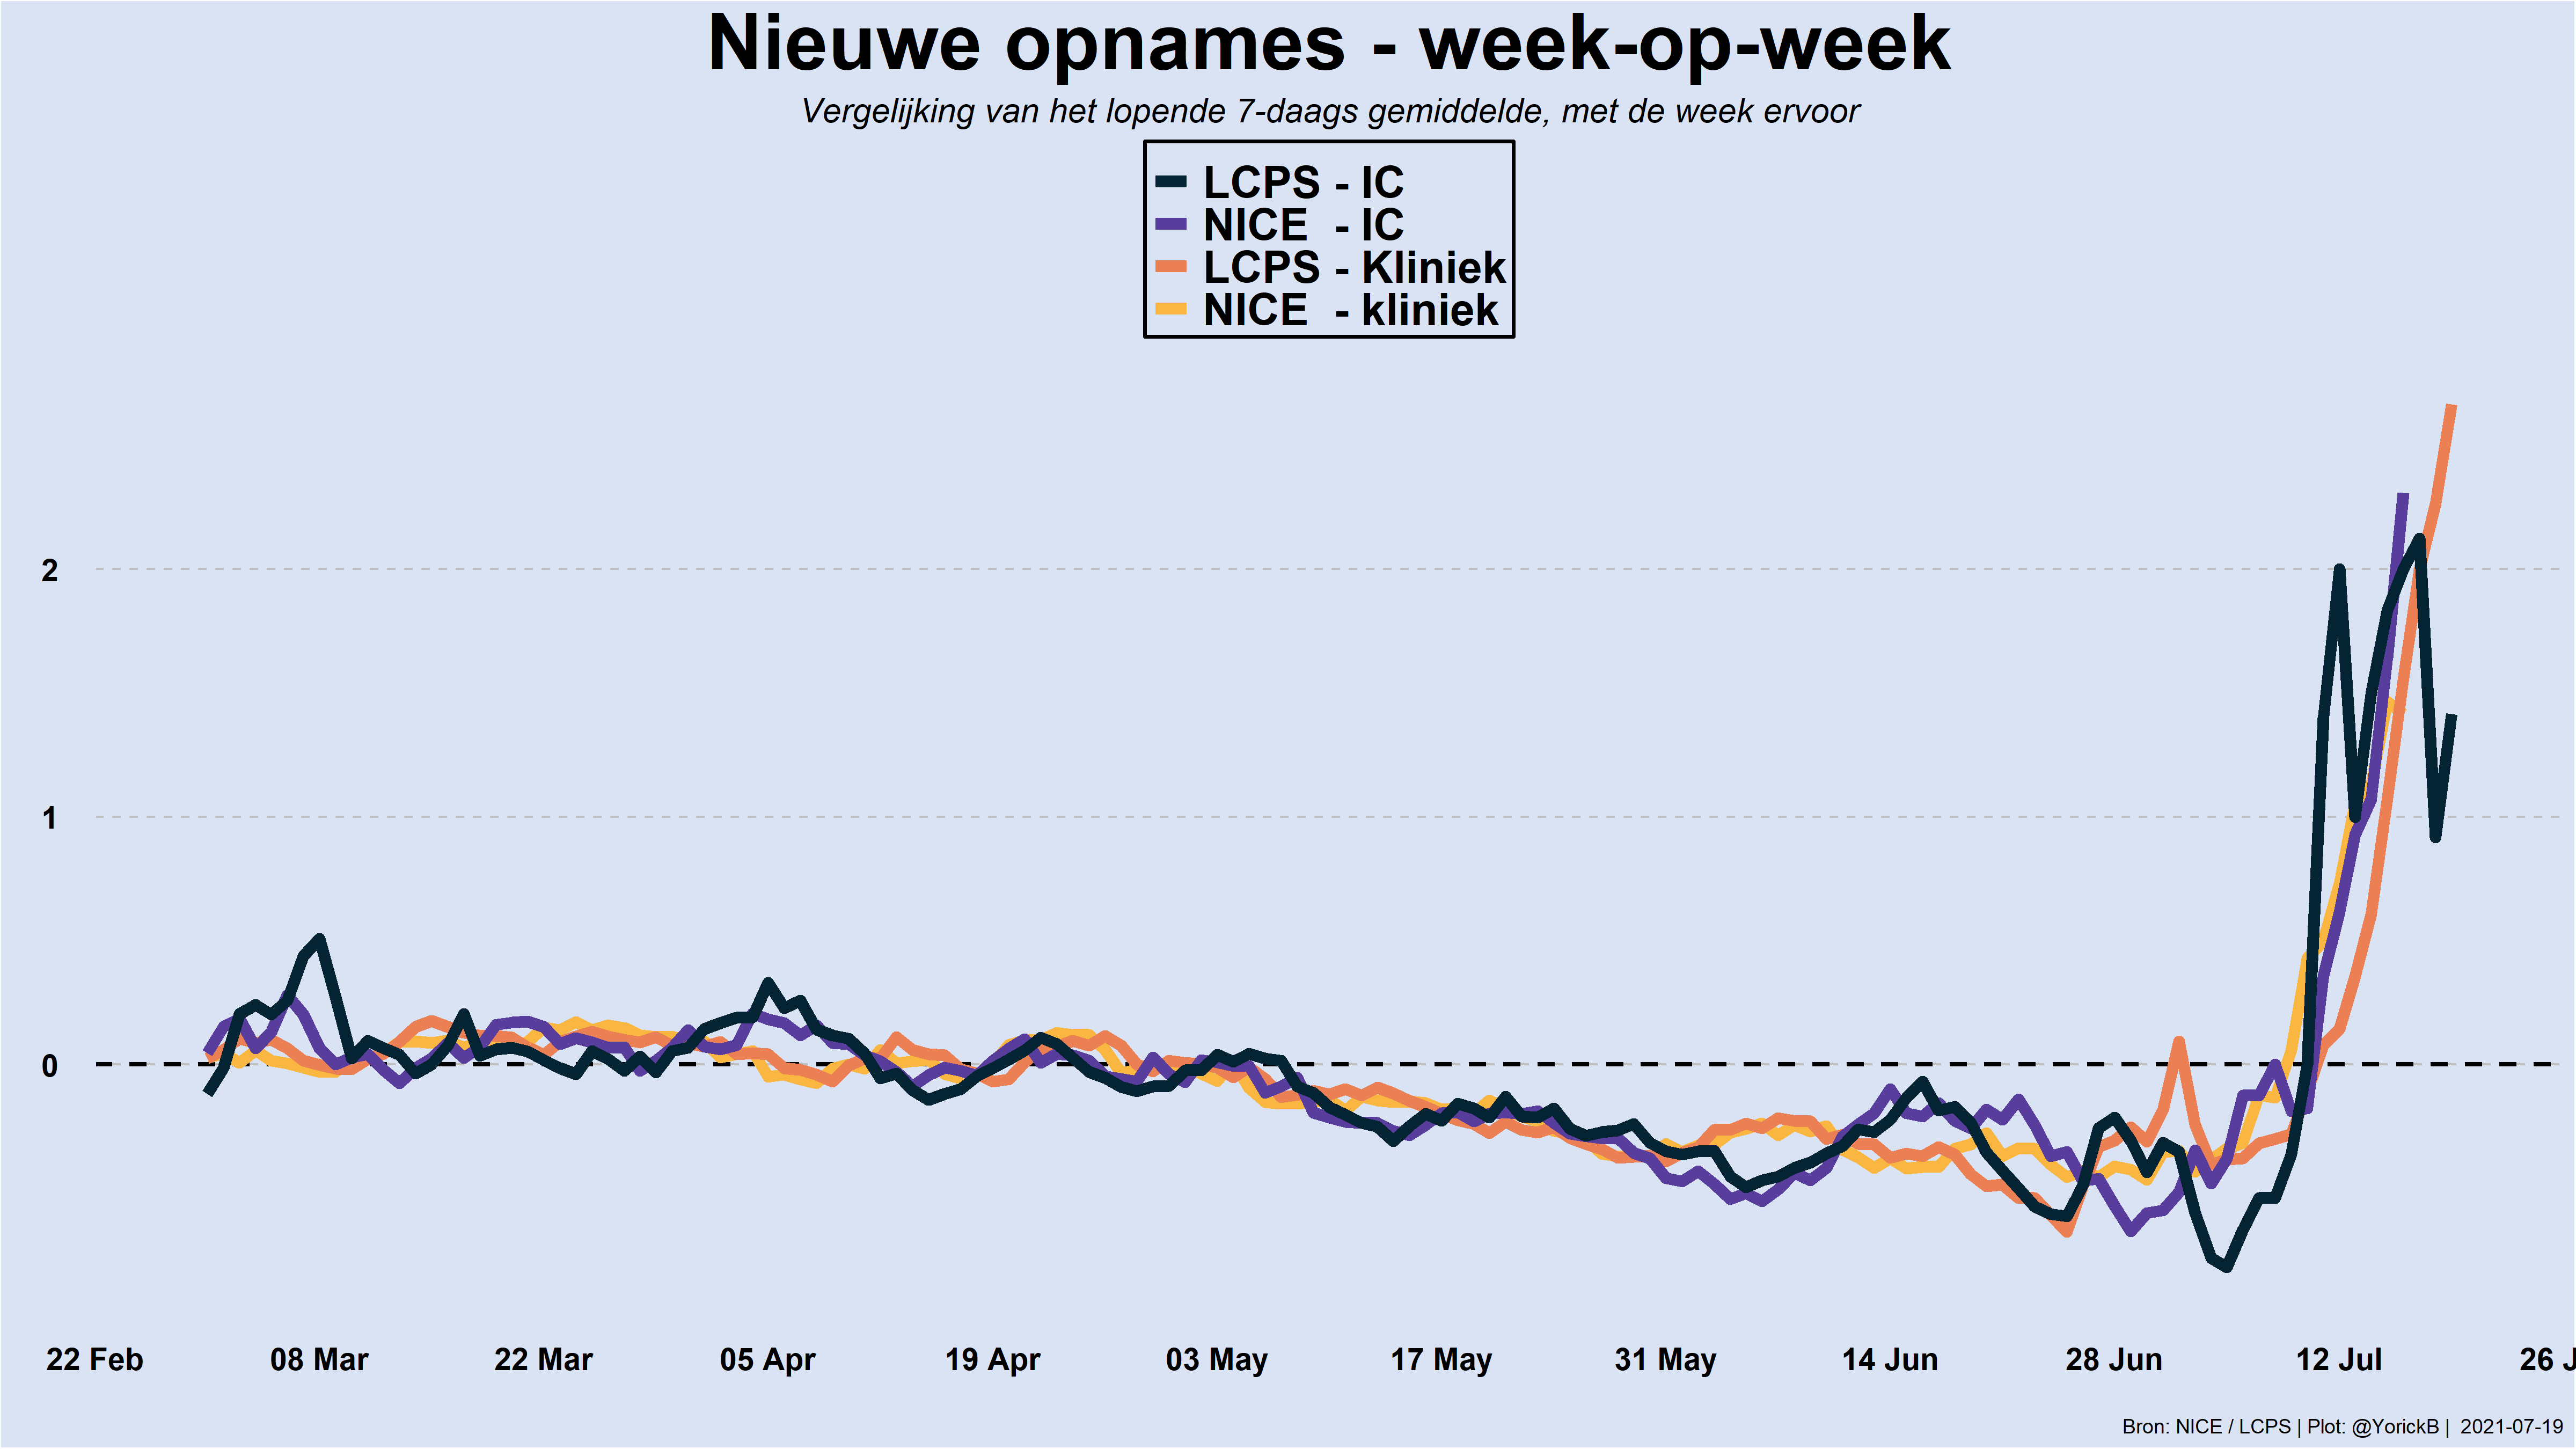 Nieuwe opnames - week-op-week
Vergelijking van het lopende 7-daags gemiddelde, met de week ervoor
LCPS - IC
NICE - IC
LCPS - Kliniek
NICE - kliniek
2
1
0
22 Feb 08 Mar 22 Mar 05 Apr 19 Apr 03 May 17 May 31 May 14 Jun 28 Jun 12 Jul 26 J
Bron: NICE / LCPS | Plot: @YorickB | 2021-07-19